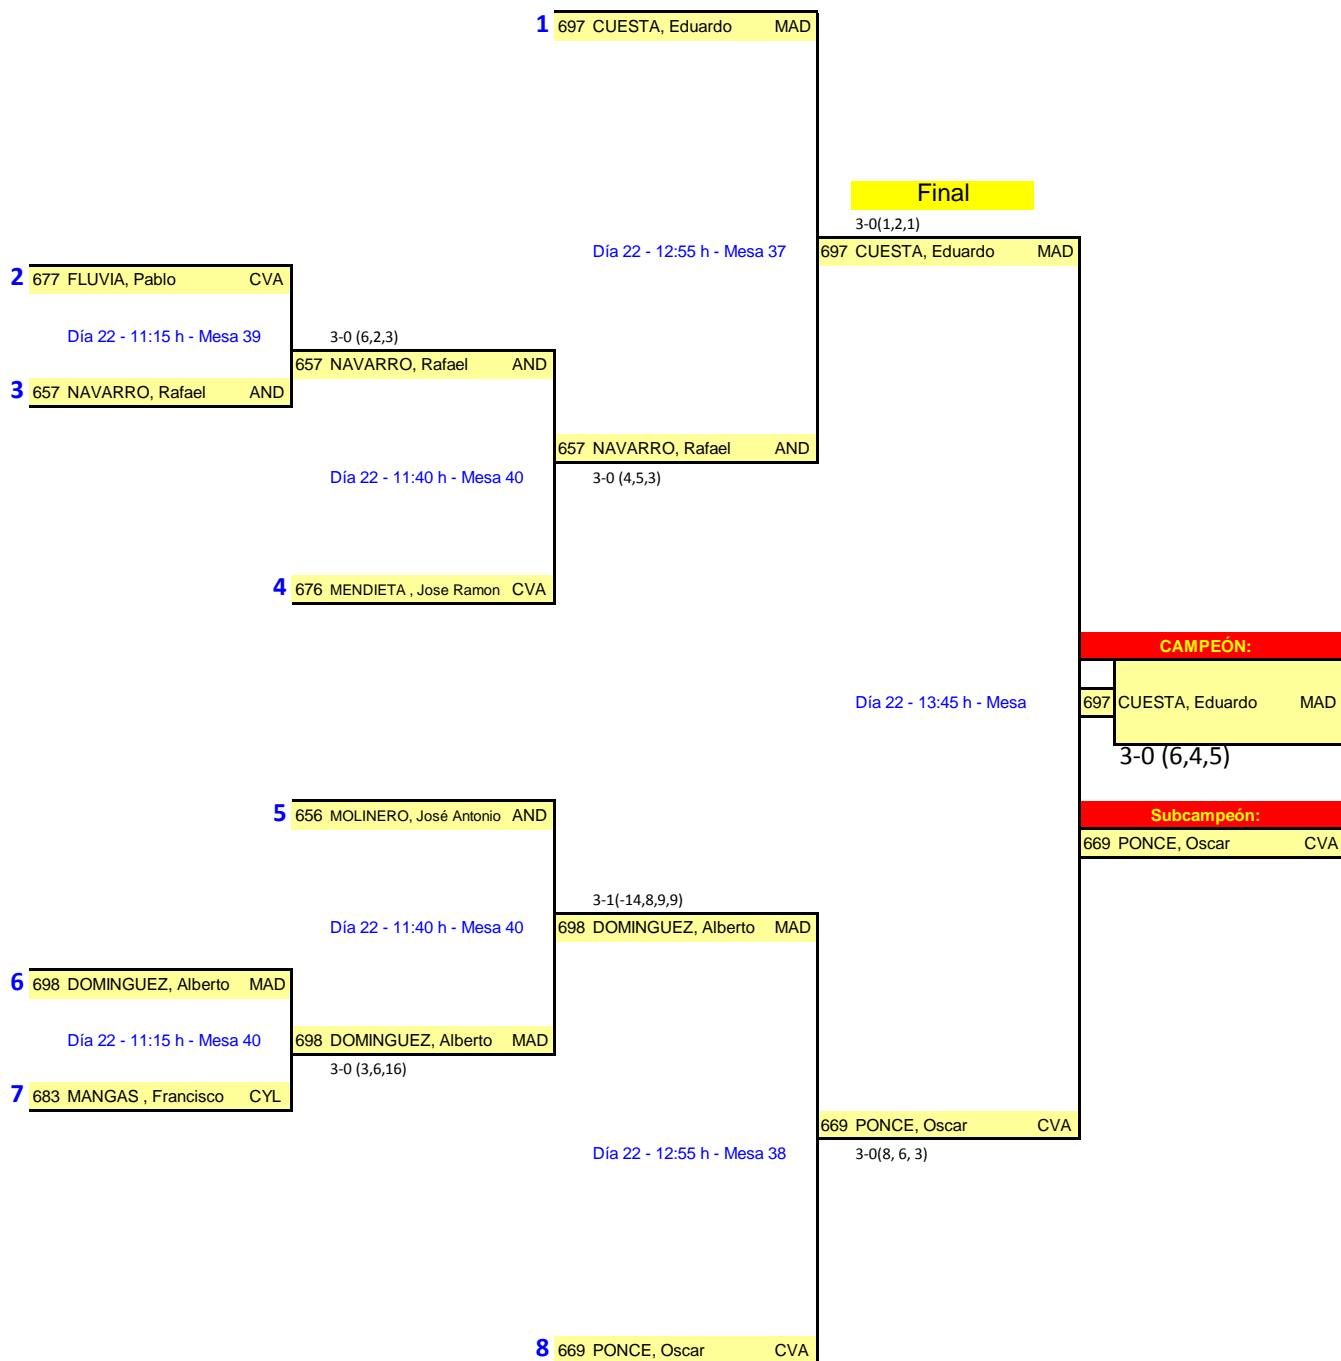 1 697 CUESTA, Eduardo MAD
Final
3-0(1,2,1)
Día 22 - 12:55 h - Mesa 37
697 CUESTA, Eduardo MAD
2 677 FLUVIA, Pablo CVA
Día 22 - 11:15 h - Mesa 39
3-0 (6,2,3)
657 NAVARRO, Rafael AND
3 657 NAVARRO, Rafael AND
657 NAVARRO, Rafael AND
Día 22 - 11:40 h - Mesa 40
3-0 (4,5,3)
4 676 MENDIETA , Jose Ramon CVA
CAMPEÓN:
Día 22 - 13:45 h - Mesa
697 CUESTA, Eduardo MAD
3-0 (6,4,5)
5 656 MOLINERO, José Antonio AND
Subcampeón:
669 PONCE, Oscar CVA
3-1(-14,8,9,9)
Día 22 - 11:40 h - Mesa 40
698 DOMINGUEZ, Alberto MAD
6 698 DOMINGUEZ, Alberto MAD
Día 22 - 11:15 h - Mesa 40
698 DOMINGUEZ, Alberto MAD
3-0 (3,6,16)
7 683 MANGAS , Francisco CYL
669 PONCE, Oscar CVA
Día 22 - 12:55 h - Mesa 38
3-0(8, 6, 3)
8 669 PONCE, Oscar CVA